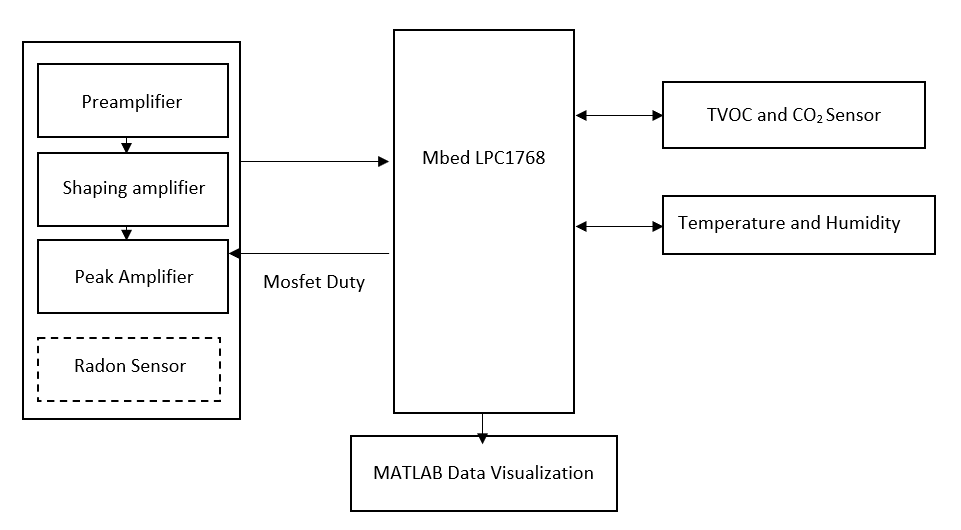 Preamplifier
Shaping amplifier
Peak Amplifier
Radon Sensor
Mosfet Duty
Mbed LPC1768
TVOC and CO₂ Sensor
Temperature and Humidity
MATLAB Data Visualization